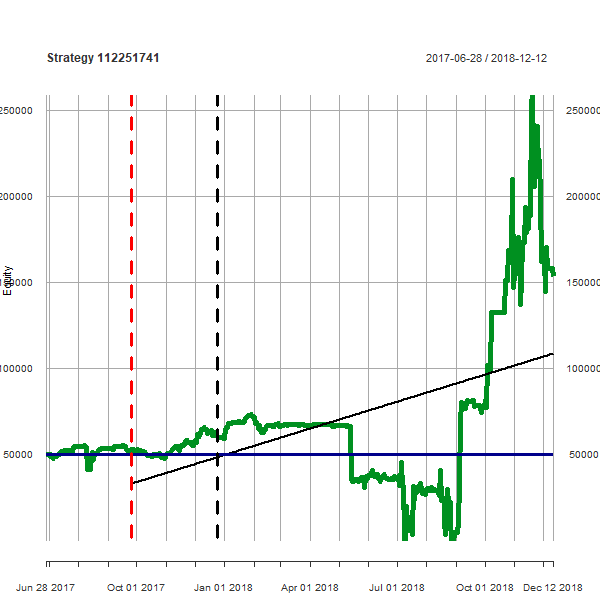 Strategy 112251741
2017-06-28 / 2018-12-12
250000 250000
200000 200000
150000 150000
100000 100000
50000 50000
Equity
Jun 28 2017 Oct 01 2017 Jan 01 2018 Apr 01 2018 Jul 01 2018 Oct 01 2018 Dec 12 2018